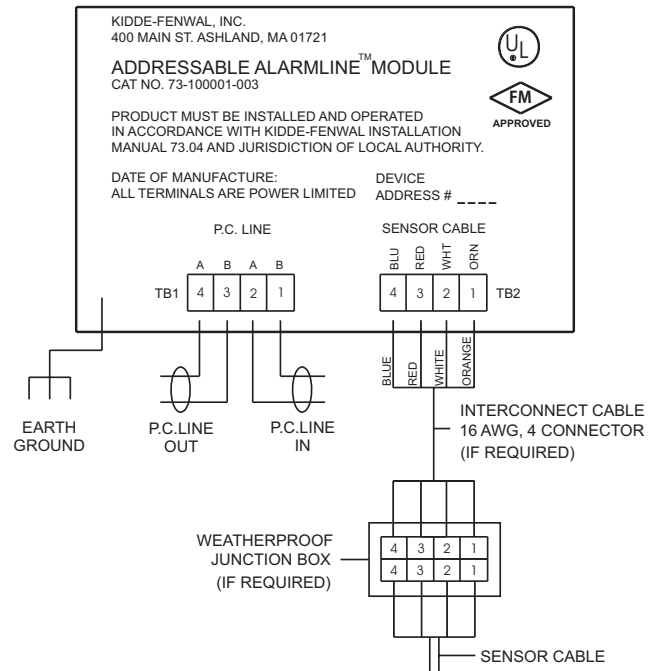 KIDDE-FENWAL, INC.
400 MAIN ST. ASHLAND, MA 01721
ADDRESSABLE ALARMLINE™ MODULE
CAT NO. 73-100001-003
UL
FM
APPROVED
PRODUCT MUST BE INSTALLED AND OPERATED
IN ACCORDANCE WITH KIDDE-FENWAL INSTALLATION
MANUAL 73.04 AND JURISDICTION OF LOCAL AUTHORITY.
DATE OF MANUFACTURE:
ALL TERMINALS ARE POWER LIMITED
DEVICE
ADDRESS # _ _ _ _
P.C. LINE
A B A B
TB1 4 3 2 1
SENSOR CABLE
BLU RED WHT ORN
4 3 2 1 TB2
BLUE RED WHITE ORANGE
EARTH
GROUND
P.C.LINE
OUT
P.C.LINE
IN
INTERCONNECT CABLE
16 AWG, 4 CONNECTOR
(IF REQUIRED)
WEATHERPROOF
JUNCTION BOX
(IF REQUIRED)
4 3 2 1
4 3 2 1
SENSOR CABLE